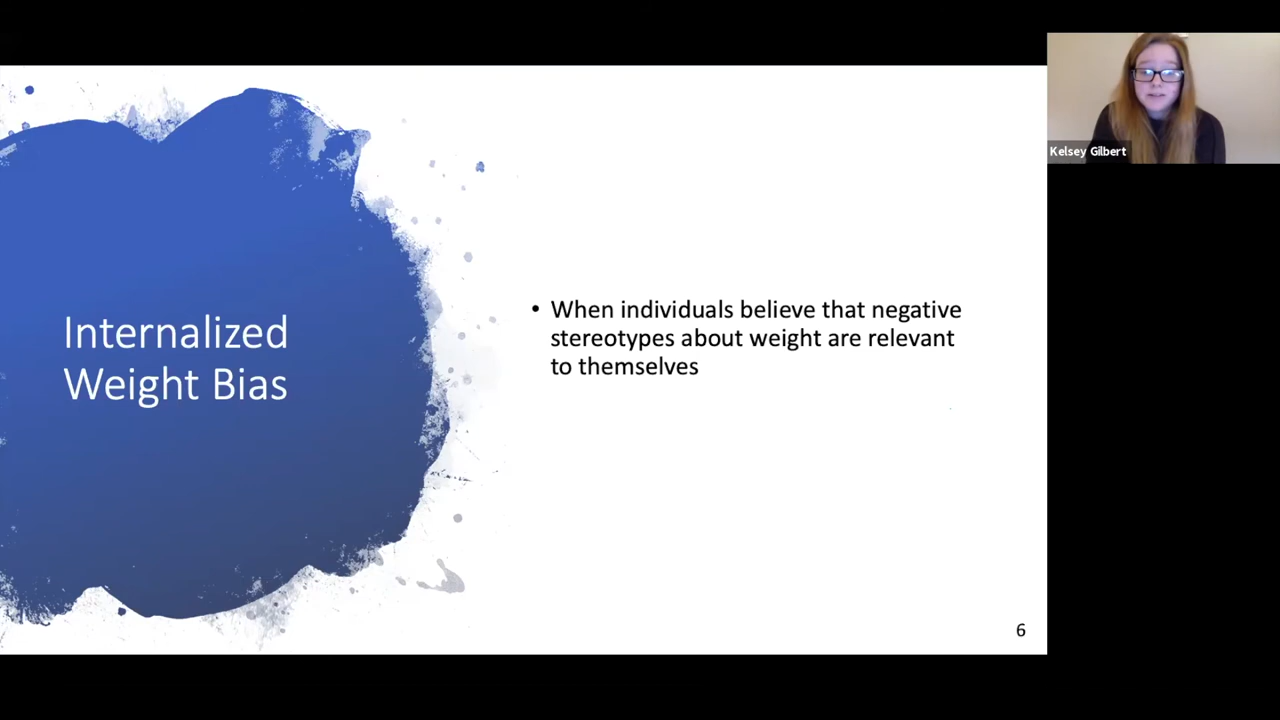 Internalized
Weight Bias
• When individuals believe that negative
stereotypes about weight are relevant
to themselves
6
Kelsey Gilbert